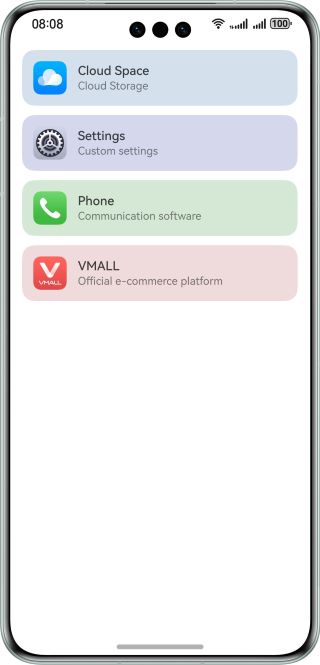 08:08
100
Cloud Space
Cloud Storage
Settings
Custom settings
Phone
Communication software
VMALL
VMALL
Official e-commerce platform